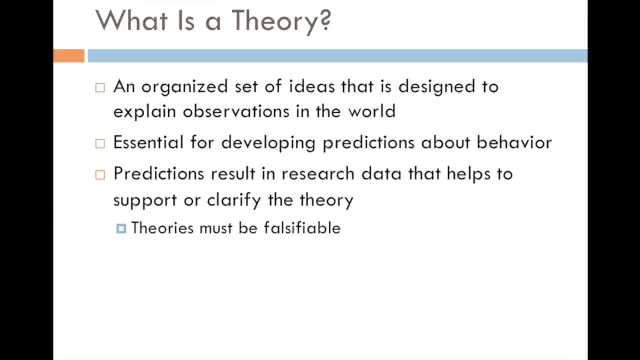 What Is a Theory?
An organized set of ideas that is designed to
explain observations in the world
Essential for developing predictions about behavior
Predictions result in research data that helps to
support or clarify the theory
Theories must be falsifiable